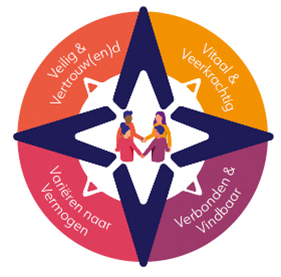 Veilig &
Vertrouw(en)d
Vitaal &
Veerkrachtig
Variëren naar
Vermogen
Verbonden &
Vindbaar